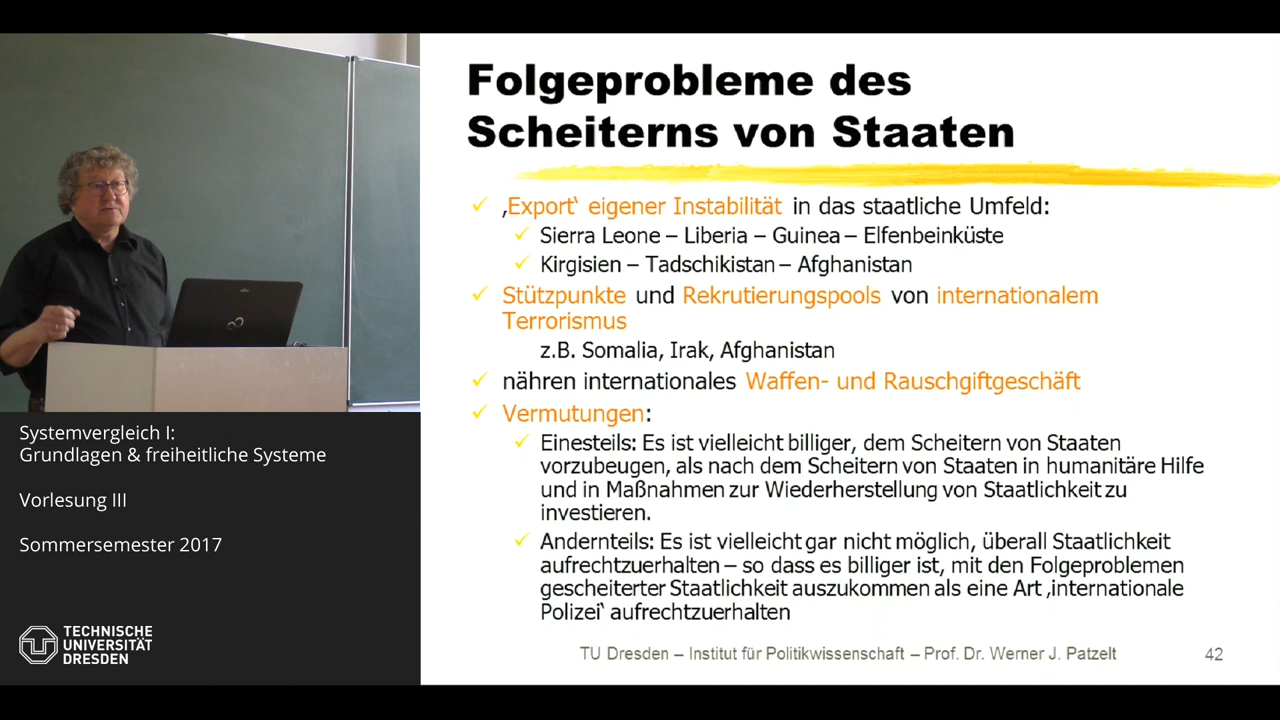 Folgeprobleme des
Scheiterns von Staaten
‚Export‘ eigener Instabilität in das staatliche Umfeld:
Sierra Leone – Liberia – Guinea – Elfenbeinküste
Kirgisien – Tadschikistan – Afghanistan
Stützpunkte und Rekrutierungspools von internationalem
Terrorismus
z.B. Somalia, Irak, Afghanistan
nähren internationales Waffen- und Rauschgiftgeschäft
Vermutungen:
Einesteils: Es ist vielleicht billiger, dem Scheitern von Staaten
vorzubeugen, als nach dem Scheitern von Staaten in humanitäre Hilfe
und in Maßnahmen zur Wiederherstellung von Staatlichkeit zu
investieren.
Andernteils: Es ist vielleicht gar nicht möglich, überall Staatlichkeit
aufrechtzuerhalten – so dass es billiger ist, mit den Folgeproblemen
gescheiterter Staatlichkeit auszukommen als eine Art ‚internationale
Polizei‘ aufrechtzuerhalten
TU Dresden – Institut für Politikwissenschaft – Prof. Dr. Werner J. Patzelt
42
Systemvergleich I:
Grundlagen & freiheitliche Systeme
Vorlesung III
Sommersemester 2017
TECHNISCHE
UNIVERSITÄT
DRESDEN